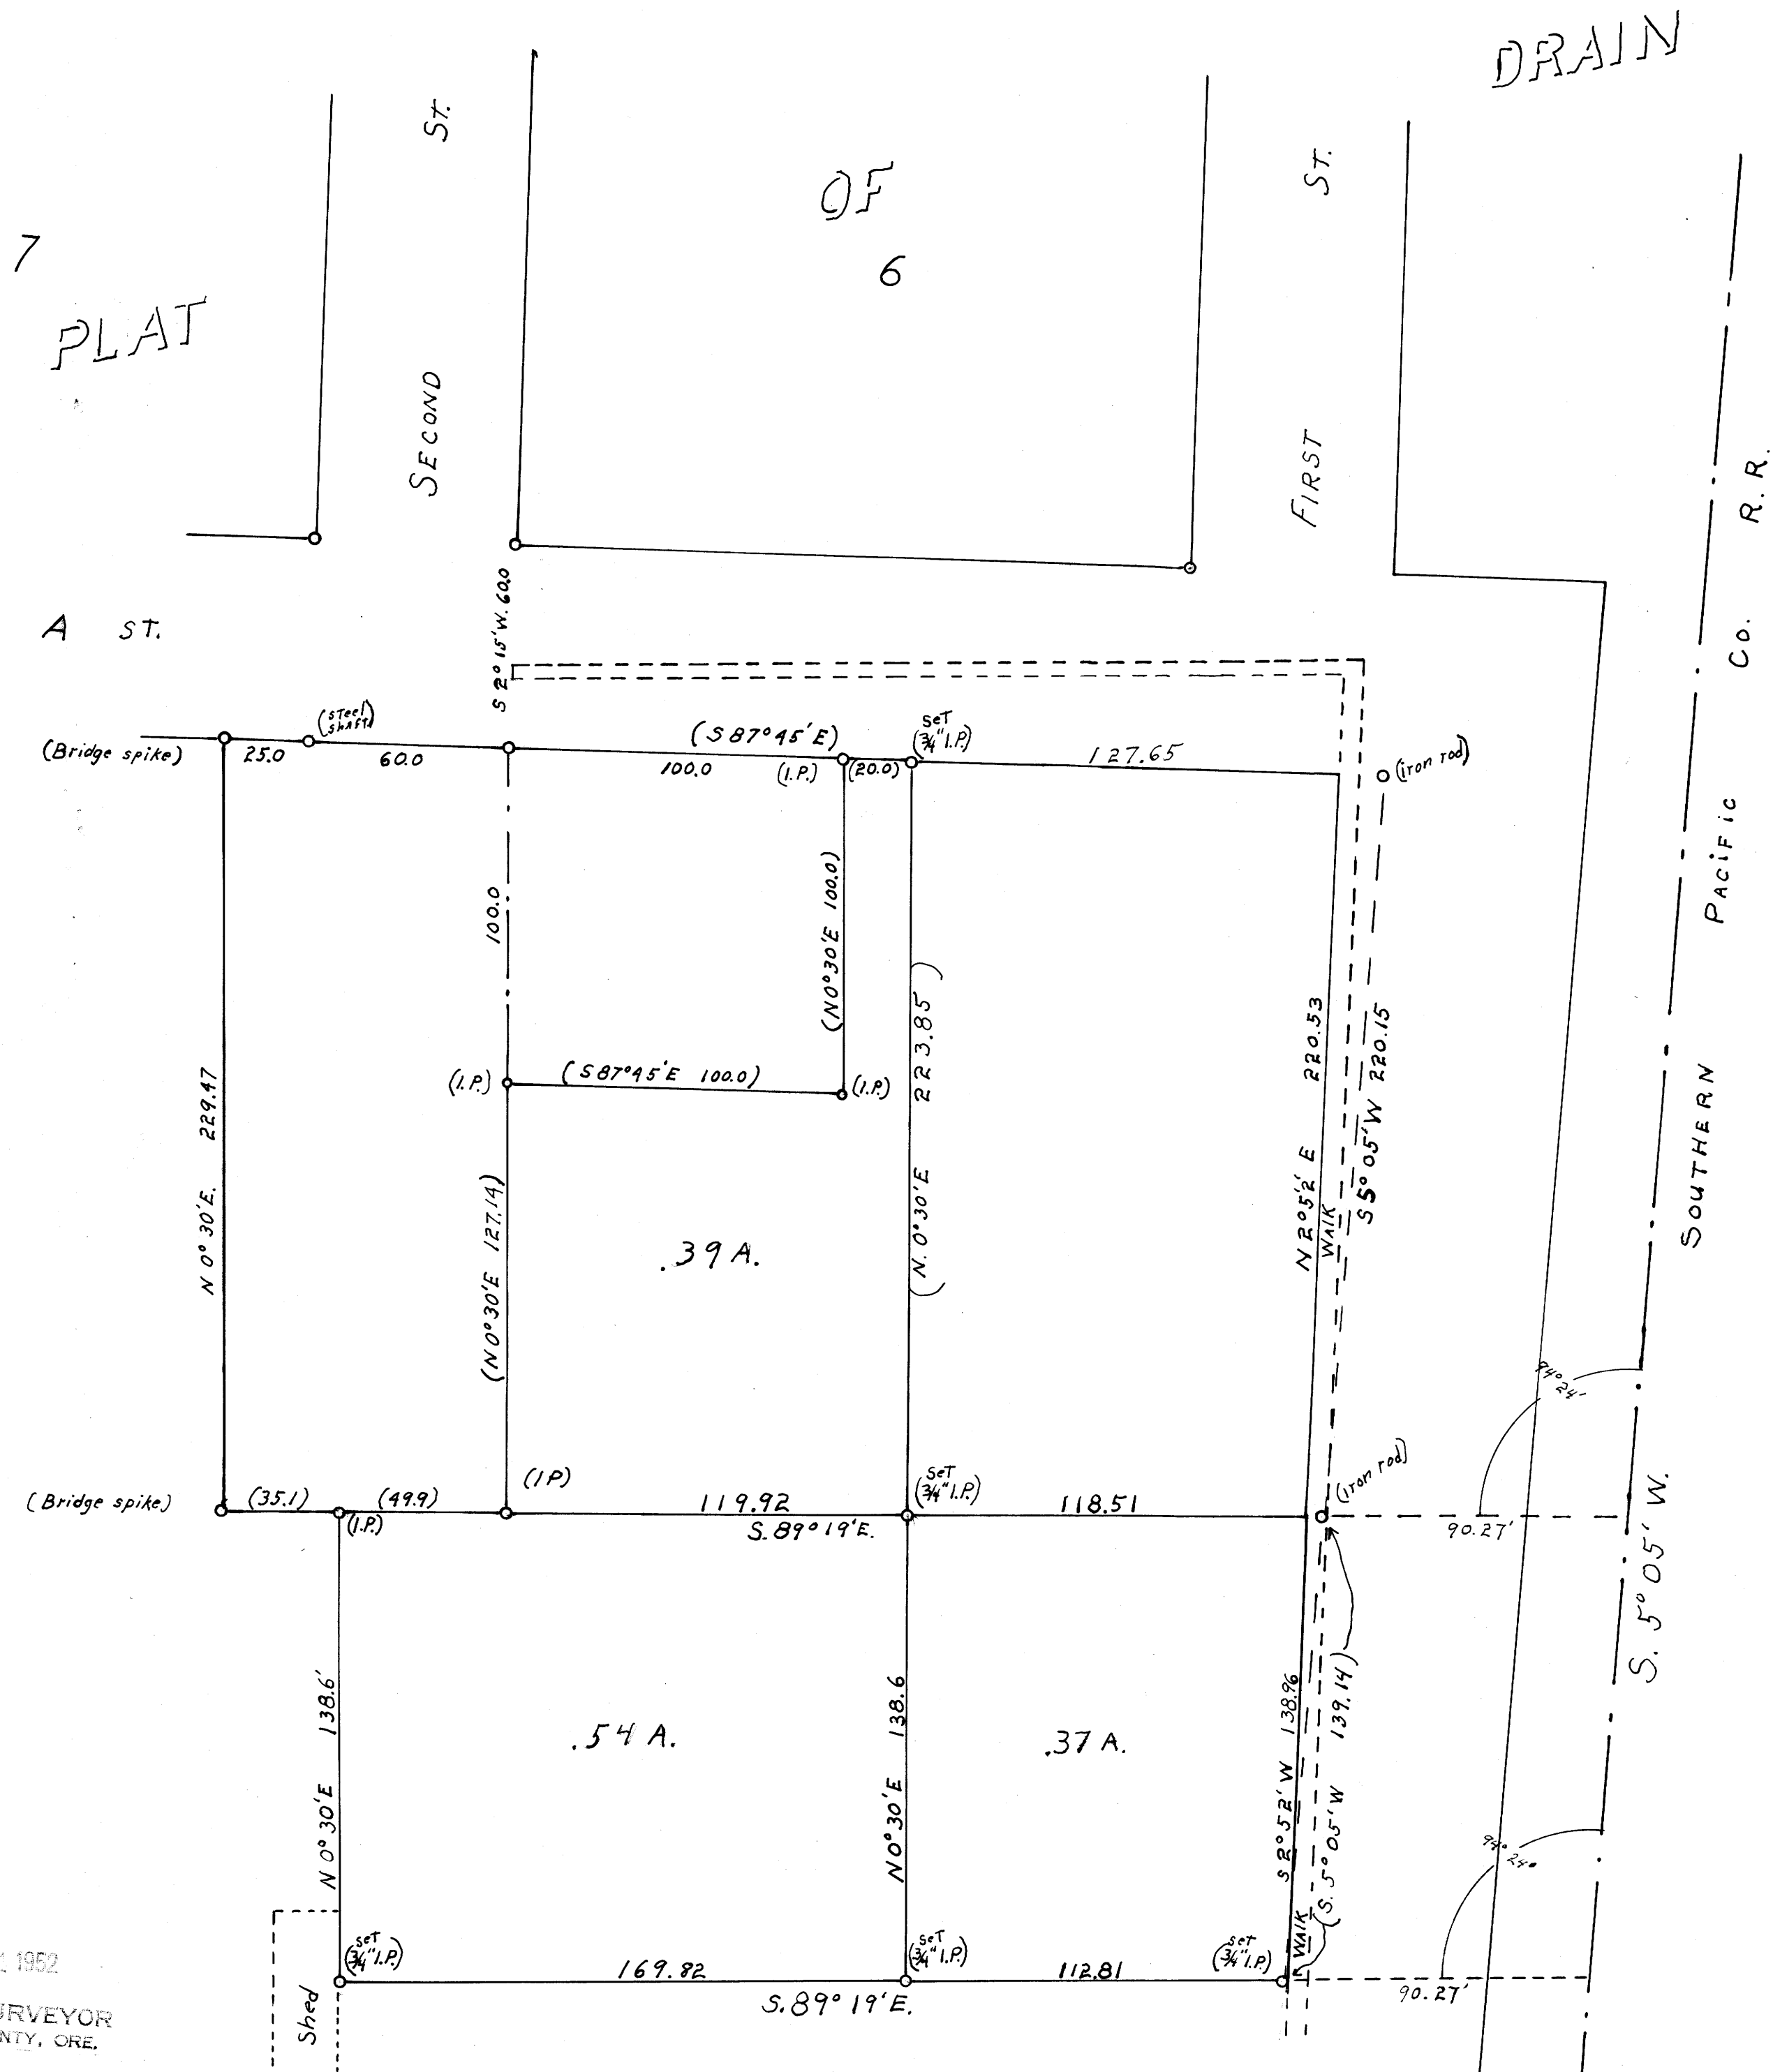 DRAIN
OF
6
7
PLAT
SECOND ST.
FIRST ST.
A ST.
SOUTHERN PACIFIC CO. R.R.
S 2° 15' W. 60.0
(Bridge spike)
25.0
(steel shaft)
60.0
(S 87° 45' E)
100.0
(I.P.)
(20.0)
set
(3/4" I.P.)
127.65
(iron rod)
100.0
(N 0° 30' E 100.0)
(N. 0° 30' E 223.85)
N 2° 52' E 220.53
WALK
S 5° 05' W 220.15
N 0° 30' E. 229.47
(I.P.)
(S 87° 45' E 100.0)
(I.P.)
(N 0° 30' E 127.14)
.39 A.
94° 24'
(Bridge spike)
(35.1)
(I.P.)
(49.9)
(I P)
119.92
S. 89° 19' E.
set
(3/4" I.P.)
118.51
(iron rod)
90.27'
S. 5° 05' W.
N 0° 30' E 138.6'
.54 A.
N 0° 30' E 138.6
.37 A.
S 2° 52' W 138.96
WALK
(S. 5° 05' W 139.14)
94° 24°
Shed
set
(3/4" I.P.)
169.82
set
(3/4" I.P.)
S. 89° 19' E.
112.81
set
(3/4" I.P.)
90.27'
1952
RVEYOR
NTY, ORE.